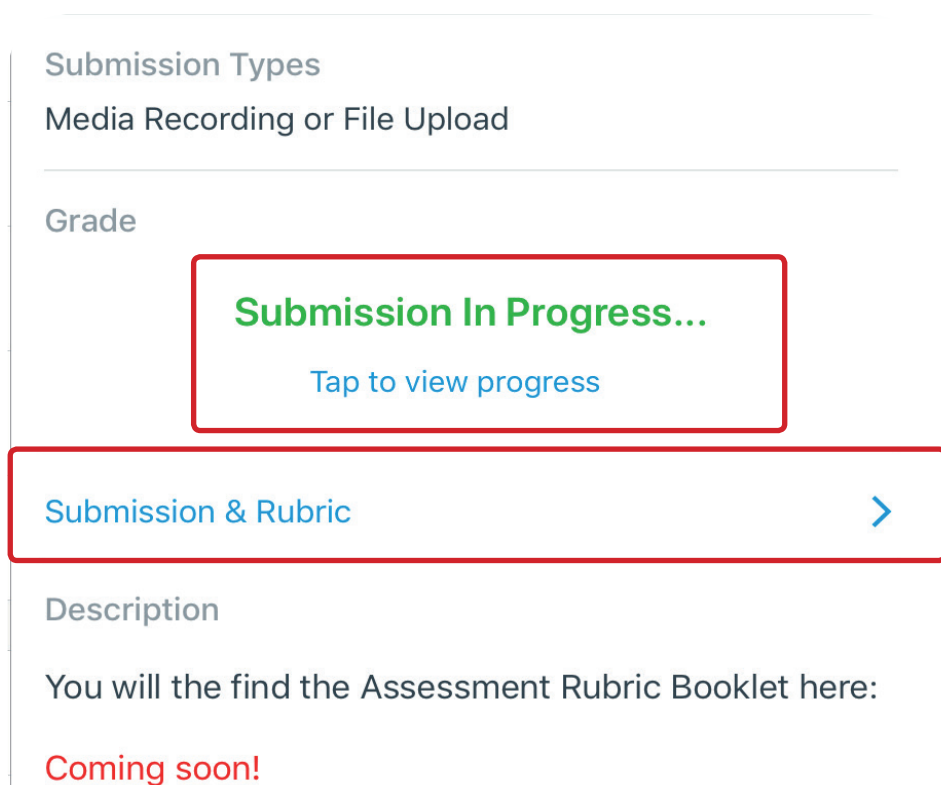 Submission Types
Media Recording or File Upload
Grade
Submission In Progress...
Tap to view progress
Submission & Rubric
Description
You will the find the Assessment Rubric Booklet here:
Coming soon!